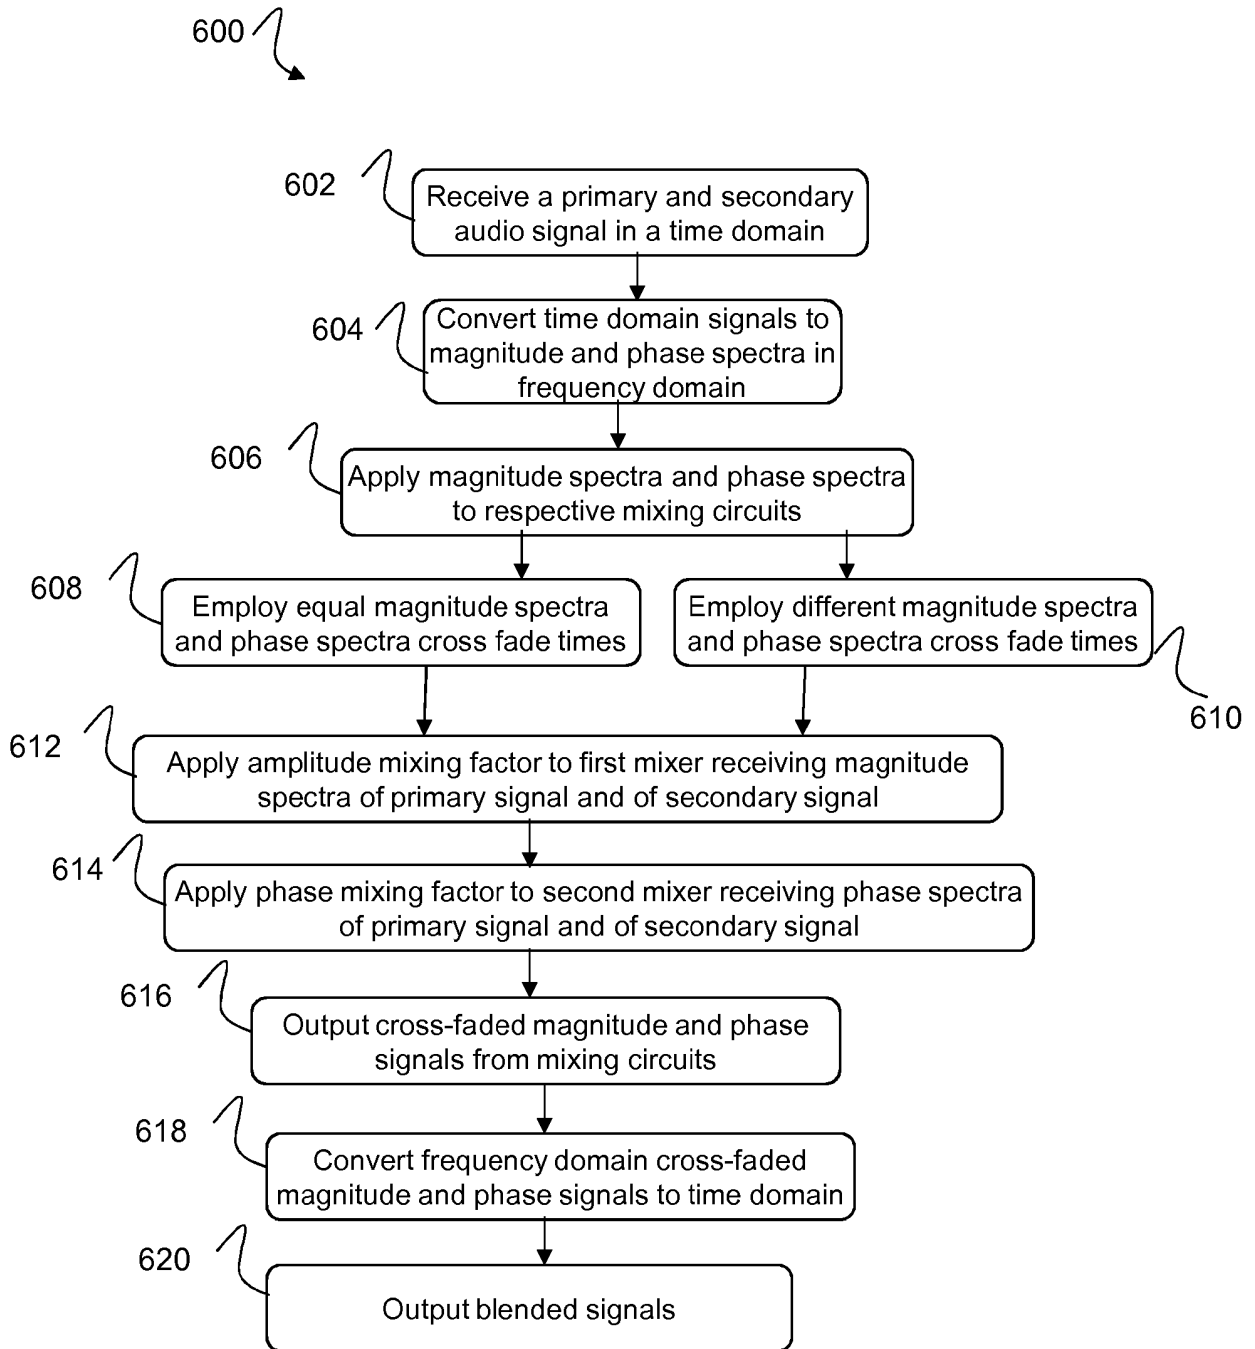 600
602
Receive a primary and secondary
audio signal in a time domain
604
Convert time domain signals to
magnitude and phase spectra in
frequency domain
606
Apply magnitude spectra and phase spectra
to respective mixing circuits
608
Employ equal magnitude spectra
and phase spectra cross fade times
Employ different magnitude spectra
and phase spectra cross fade times
610
612
Apply amplitude mixing factor to first mixer receiving magnitude
spectra of primary signal and of secondary signal
614
Apply phase mixing factor to second mixer receiving phase spectra
of primary signal and of secondary signal
616
Output cross-faded magnitude and phase
signals from mixing circuits
618
Convert frequency domain cross-faded
magnitude and phase signals to time domain
620
Output blended signals